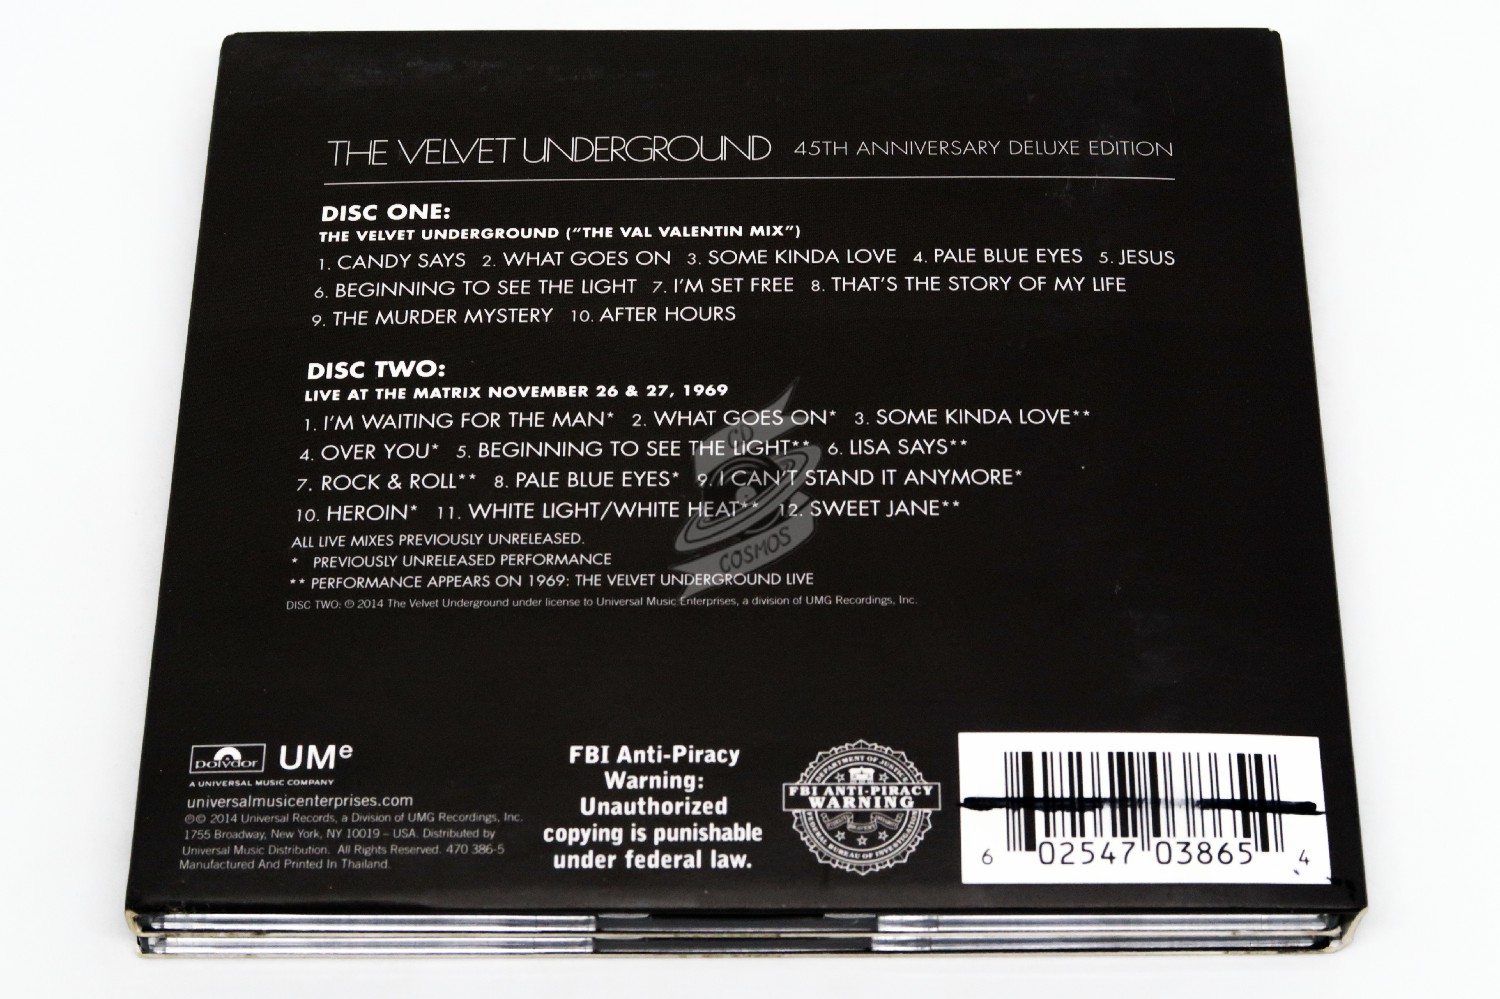 THE VELVET UNDERGROUND 45TH ANNIVERSARY DELUXE EDITION
DISC ONE:
THE VELVET UNDERGROUND ("THE VAL VALENTIN MIX")
1. CANDY SAYS 2. WHAT GOES ON 3. SOME KINDA LOVE 4. PALE BLUE EYES 5. JESUS
6. BEGINNING TO SEE THE LIGHT 7. I'M SET FREE 8. THAT'S THE STORY OF MY LIFE
9. THE MURDER MYSTERY 10. AFTER HOURS
DISC TWO:
LIVE AT THE MATRIX NOVEMBER 26 & 27, 1969
1. I'M WAITING FOR THE MAN* 2. WHAT GOES ON* 3. SOME KINDA LOVE**
4. OVER YOU* 5. BEGINNING TO SEE THE LIGHT** 6. LISA SAYS**
7. ROCK & ROLL** 8. PALE BLUE EYES* 9. I CAN'T STAND IT ANYMORE*
10. HEROIN* 11. WHITE LIGHT/WHITE HEAT** 12. SWEET JANE**
ALL LIVE MIXES PREVIOUSLY UNRELEASED.
* PREVIOUSLY UNRELEASED PERFORMANCE
** PERFORMANCE APPEARS ON 1969: THE VELVET UNDERGROUND LIVE
DISC TWO: ℗ 2014 The Velvet Underground under license to Universal Music Enterprises, a division of UMG Recordings, Inc.
CD
COSMOS
polydor UMe
A UNIVERSAL MUSIC COMPANY
universalmusicenterprises.com
℗© 2014 Universal Records, a Division of UMG Recordings, Inc.
1755 Broadway, New York, NY 10019 – USA. Distributed by
Universal Music Distribution. All Rights Reserved. 470 386-5
Manufactured And Printed In Thailand.
FBI Anti-Piracy
Warning:
Unauthorized
copying is punishable
under federal law.
DEPARTMENT OF JUSTICE
FBI ANTI-PIRACY
WARNING
FEDERAL BUREAU OF INVESTIGATION
6 02547 03865 4